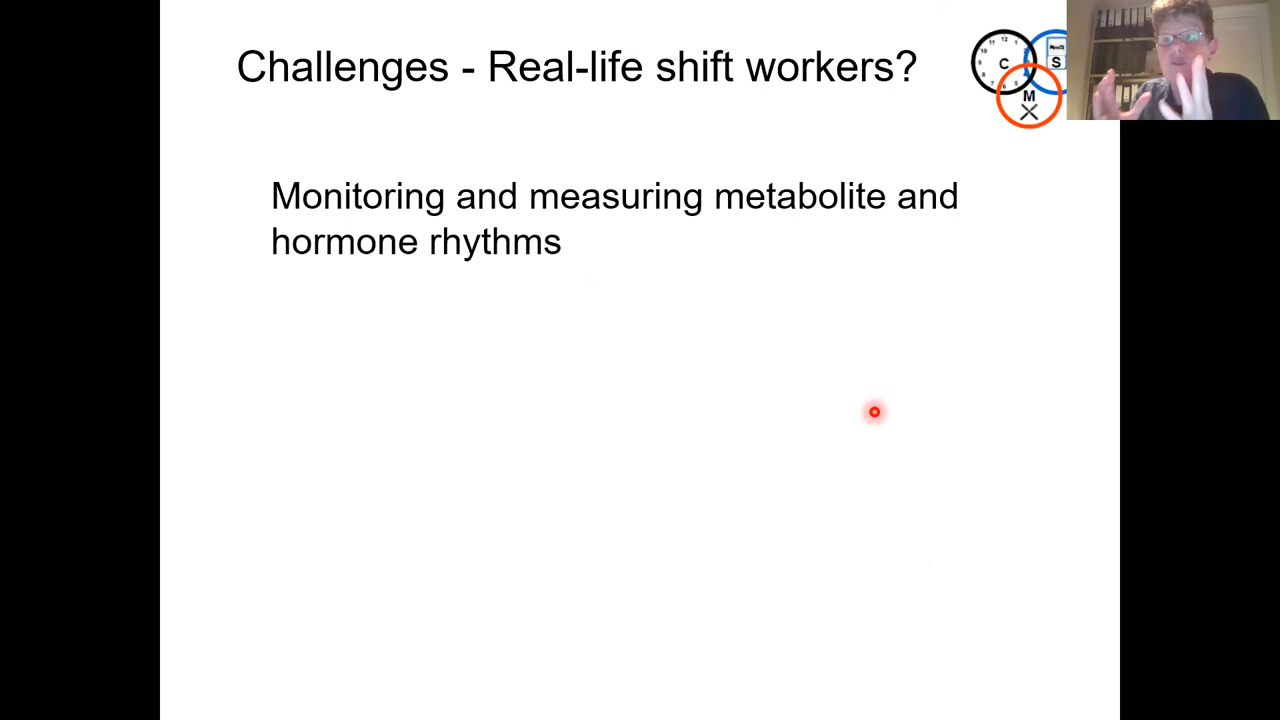 Challenges - Real-life shift workers?
C
S
M
Monitoring and measuring metabolite and
hormone rhythms